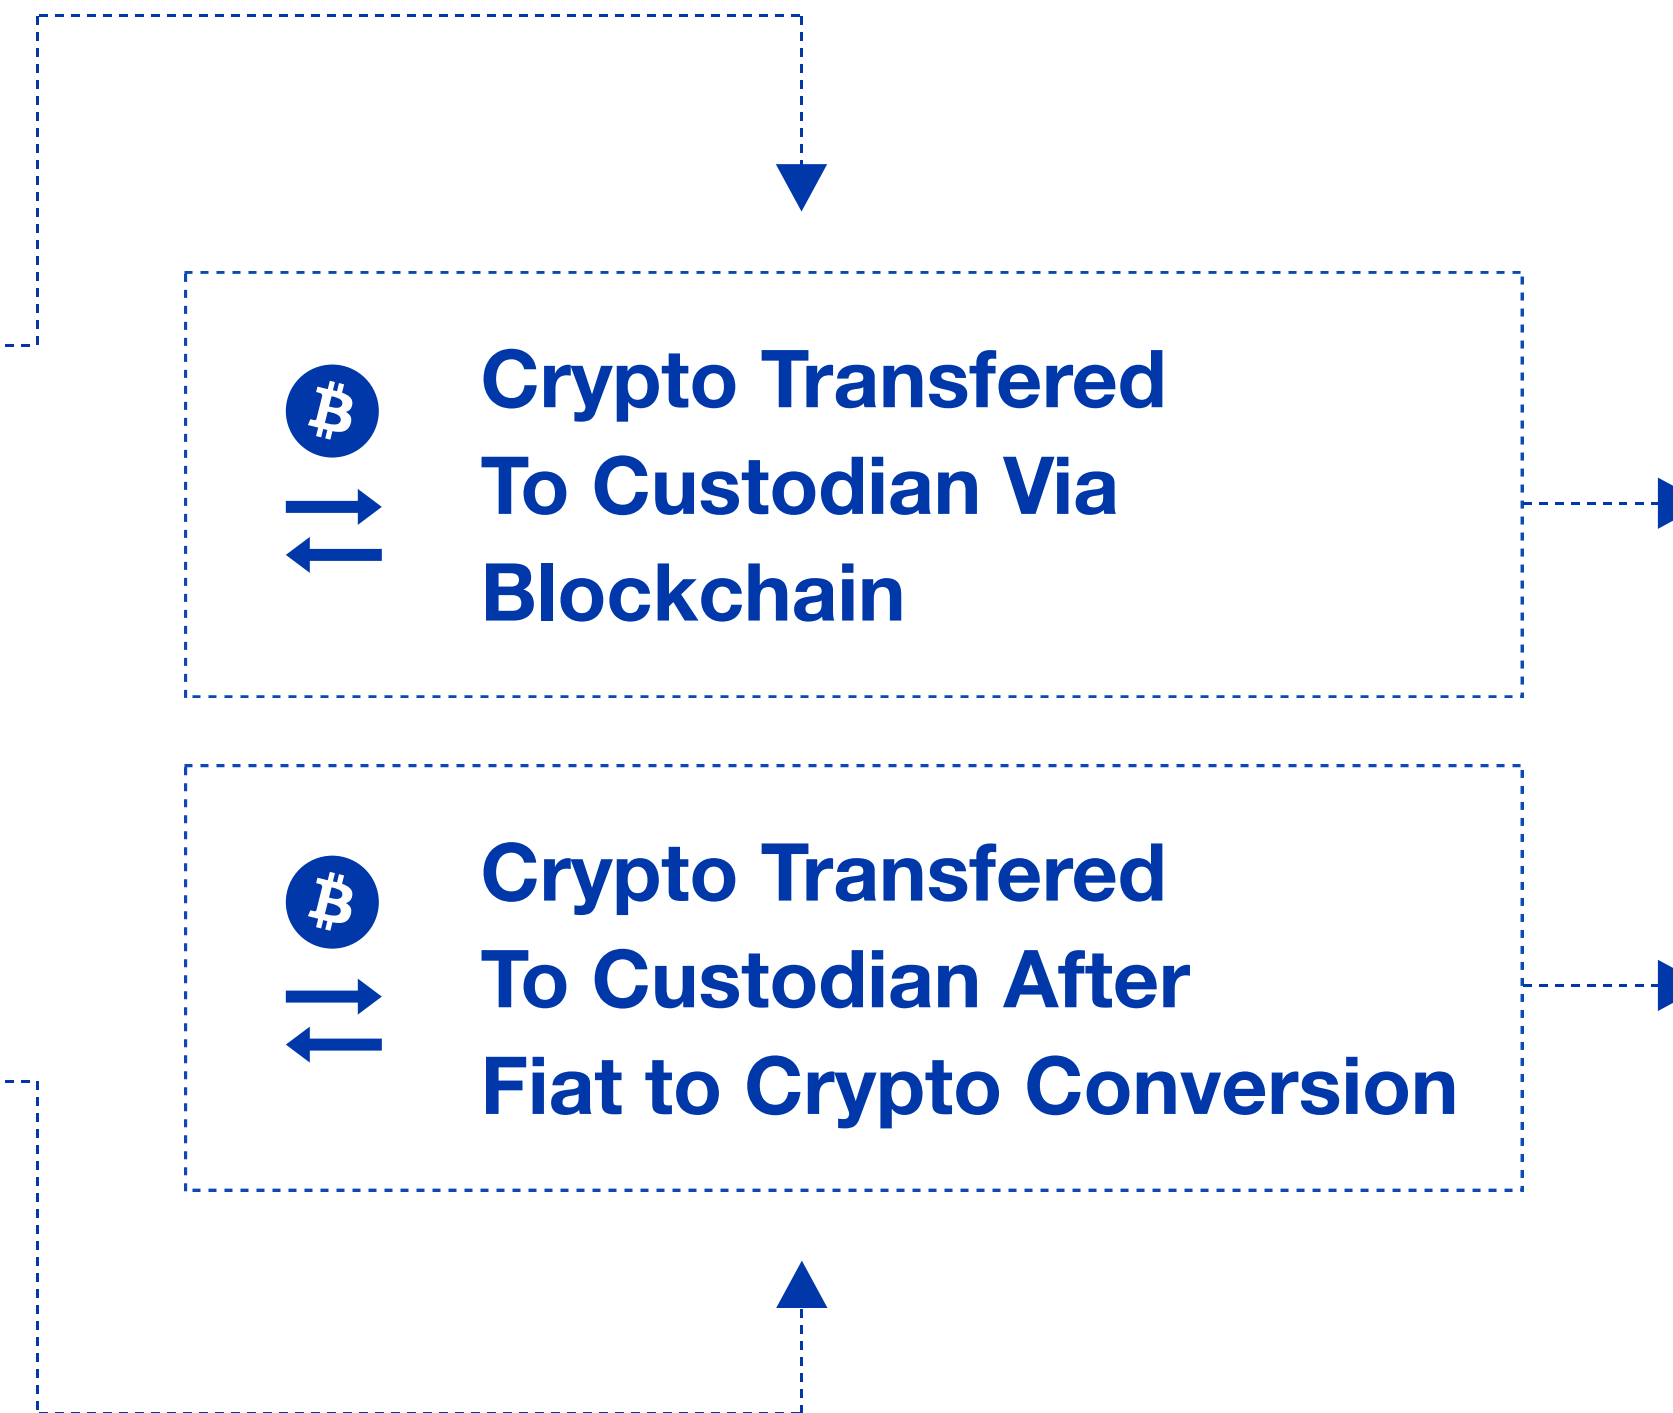 Crypto Transfered
To Custodian Via
Blockchain
Crypto Transfered
To Custodian After
Fiat to Crypto Conversion